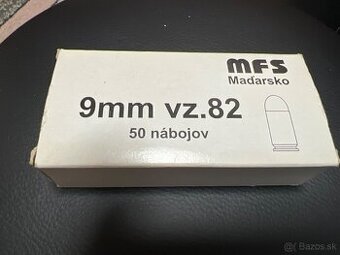 MFS
Maďarsko
9mm vz.82
50 nábojov
Bazos.sk